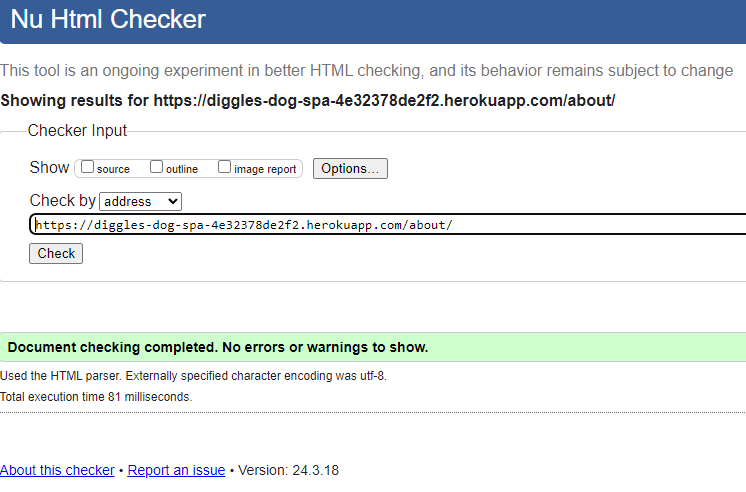 Nu Html Checker
This tool is an ongoing experiment in better HTML checking, and its behavior remains subject to change
Showing results for https://diggles-dog-spa-4e32378de2f2.herokuapp.com/about/
Checker Input
Show source outline image report Options...
Check by address
https://diggles-dog-spa-4e32378de2f2.herokuapp.com/about/
Check
Document checking completed. No errors or warnings to show.
Used the HTML parser. Externally specified character encoding was utf-8.
Total execution time 81 milliseconds.
About this checker • Report an issue • Version: 24.3.18